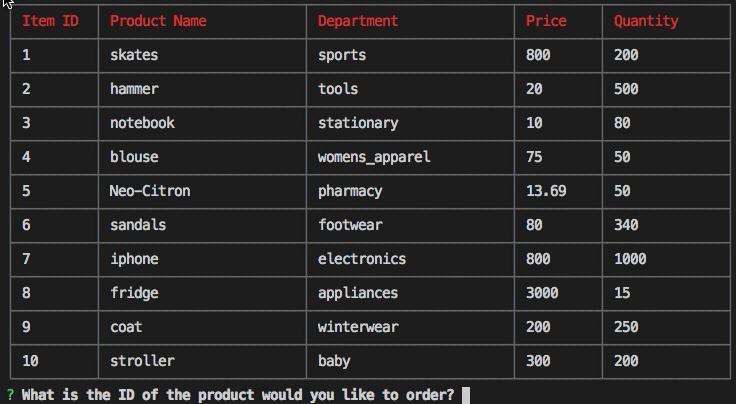 Item ID Product Name Department Price Quantity
1 skates sports 800 200
2 hammer tools 20 500
3 notebook stationary 10 80
4 blouse womens_apparel 75 50
5 Neo-Citron pharmacy 13.69 50
6 sandals footwear 80 340
7 iphone electronics 800 1000
8 fridge appliances 3000 15
9 coat winterwear 200 250
10 stroller baby 300 200
? What is the ID of the product would you like to order?